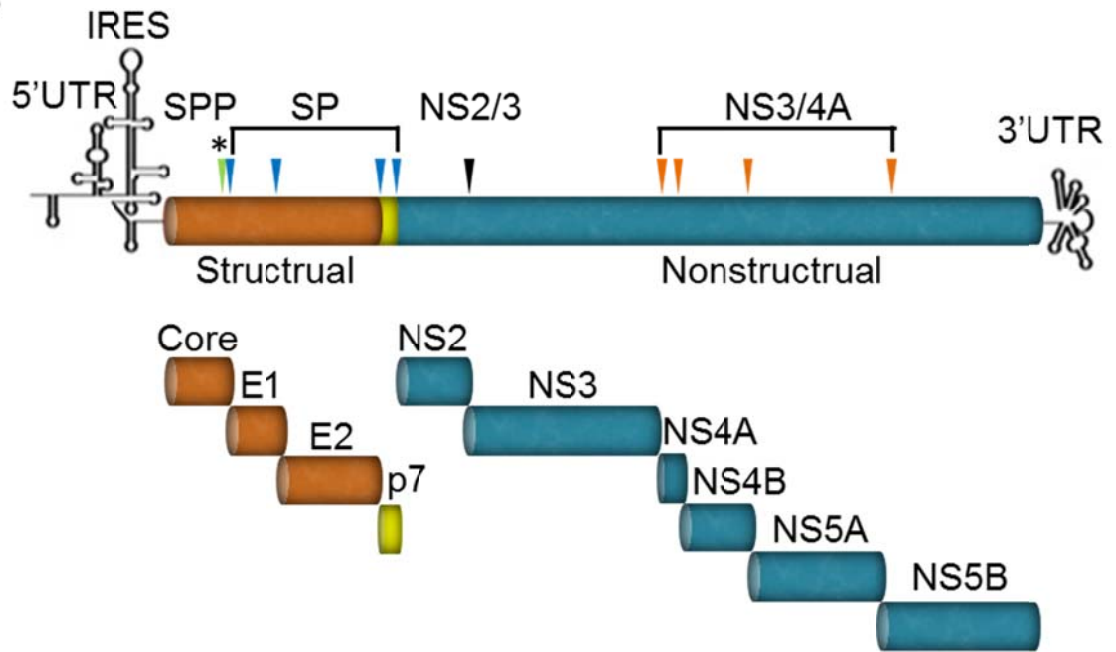 IRES
5'UTR
SPP
SP
NS2/3
NS3/4A
3'UTR
*
Structrual
Nonstructrual
Core
NS2
E1
NS3
E2
NS4A
p7
NS4B
NS5A
NS5B